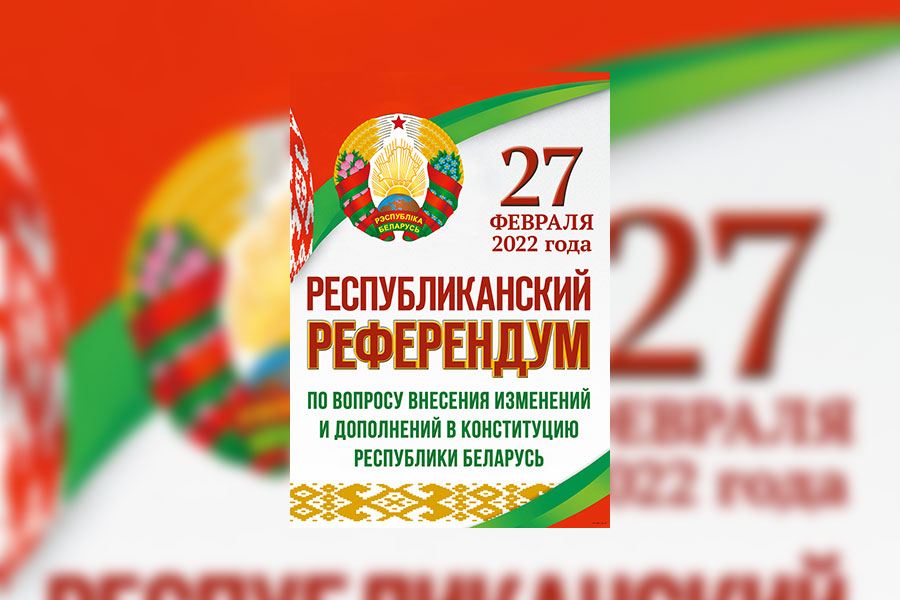 РЭСПУБЛІКА
БЕЛАРУСЬ
27
ФЕВРАЛЯ
2022 года
РЕСПУБЛИКАНСКИЙ
РЕФЕРЕНДУМ
ПО ВОПРОСУ ВНЕСЕНИЯ ИЗМЕНЕНИЙ
И ДОПОЛНЕНИЙ В КОНСТИТУЦИЮ
РЕСПУБЛИКИ БЕЛАРУСЬ